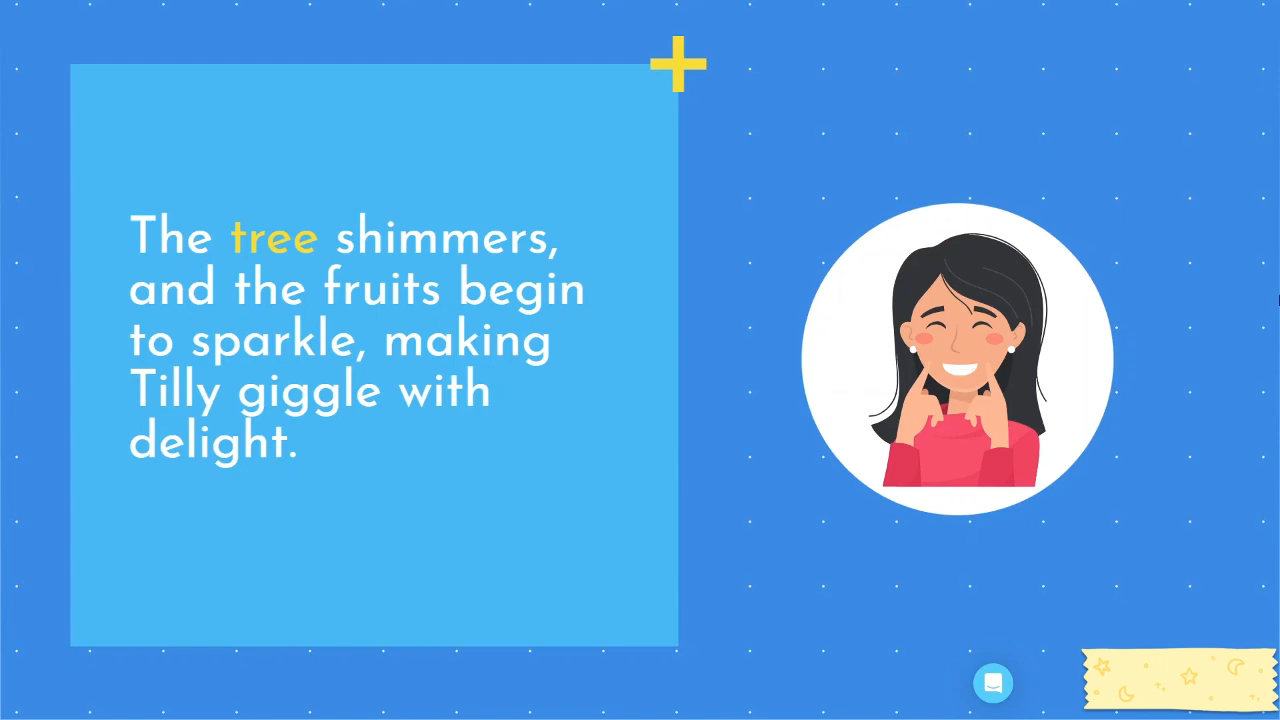 The tree shimmers,
and the fruits begin
to sparkle, making
Tilly giggle with
delight.